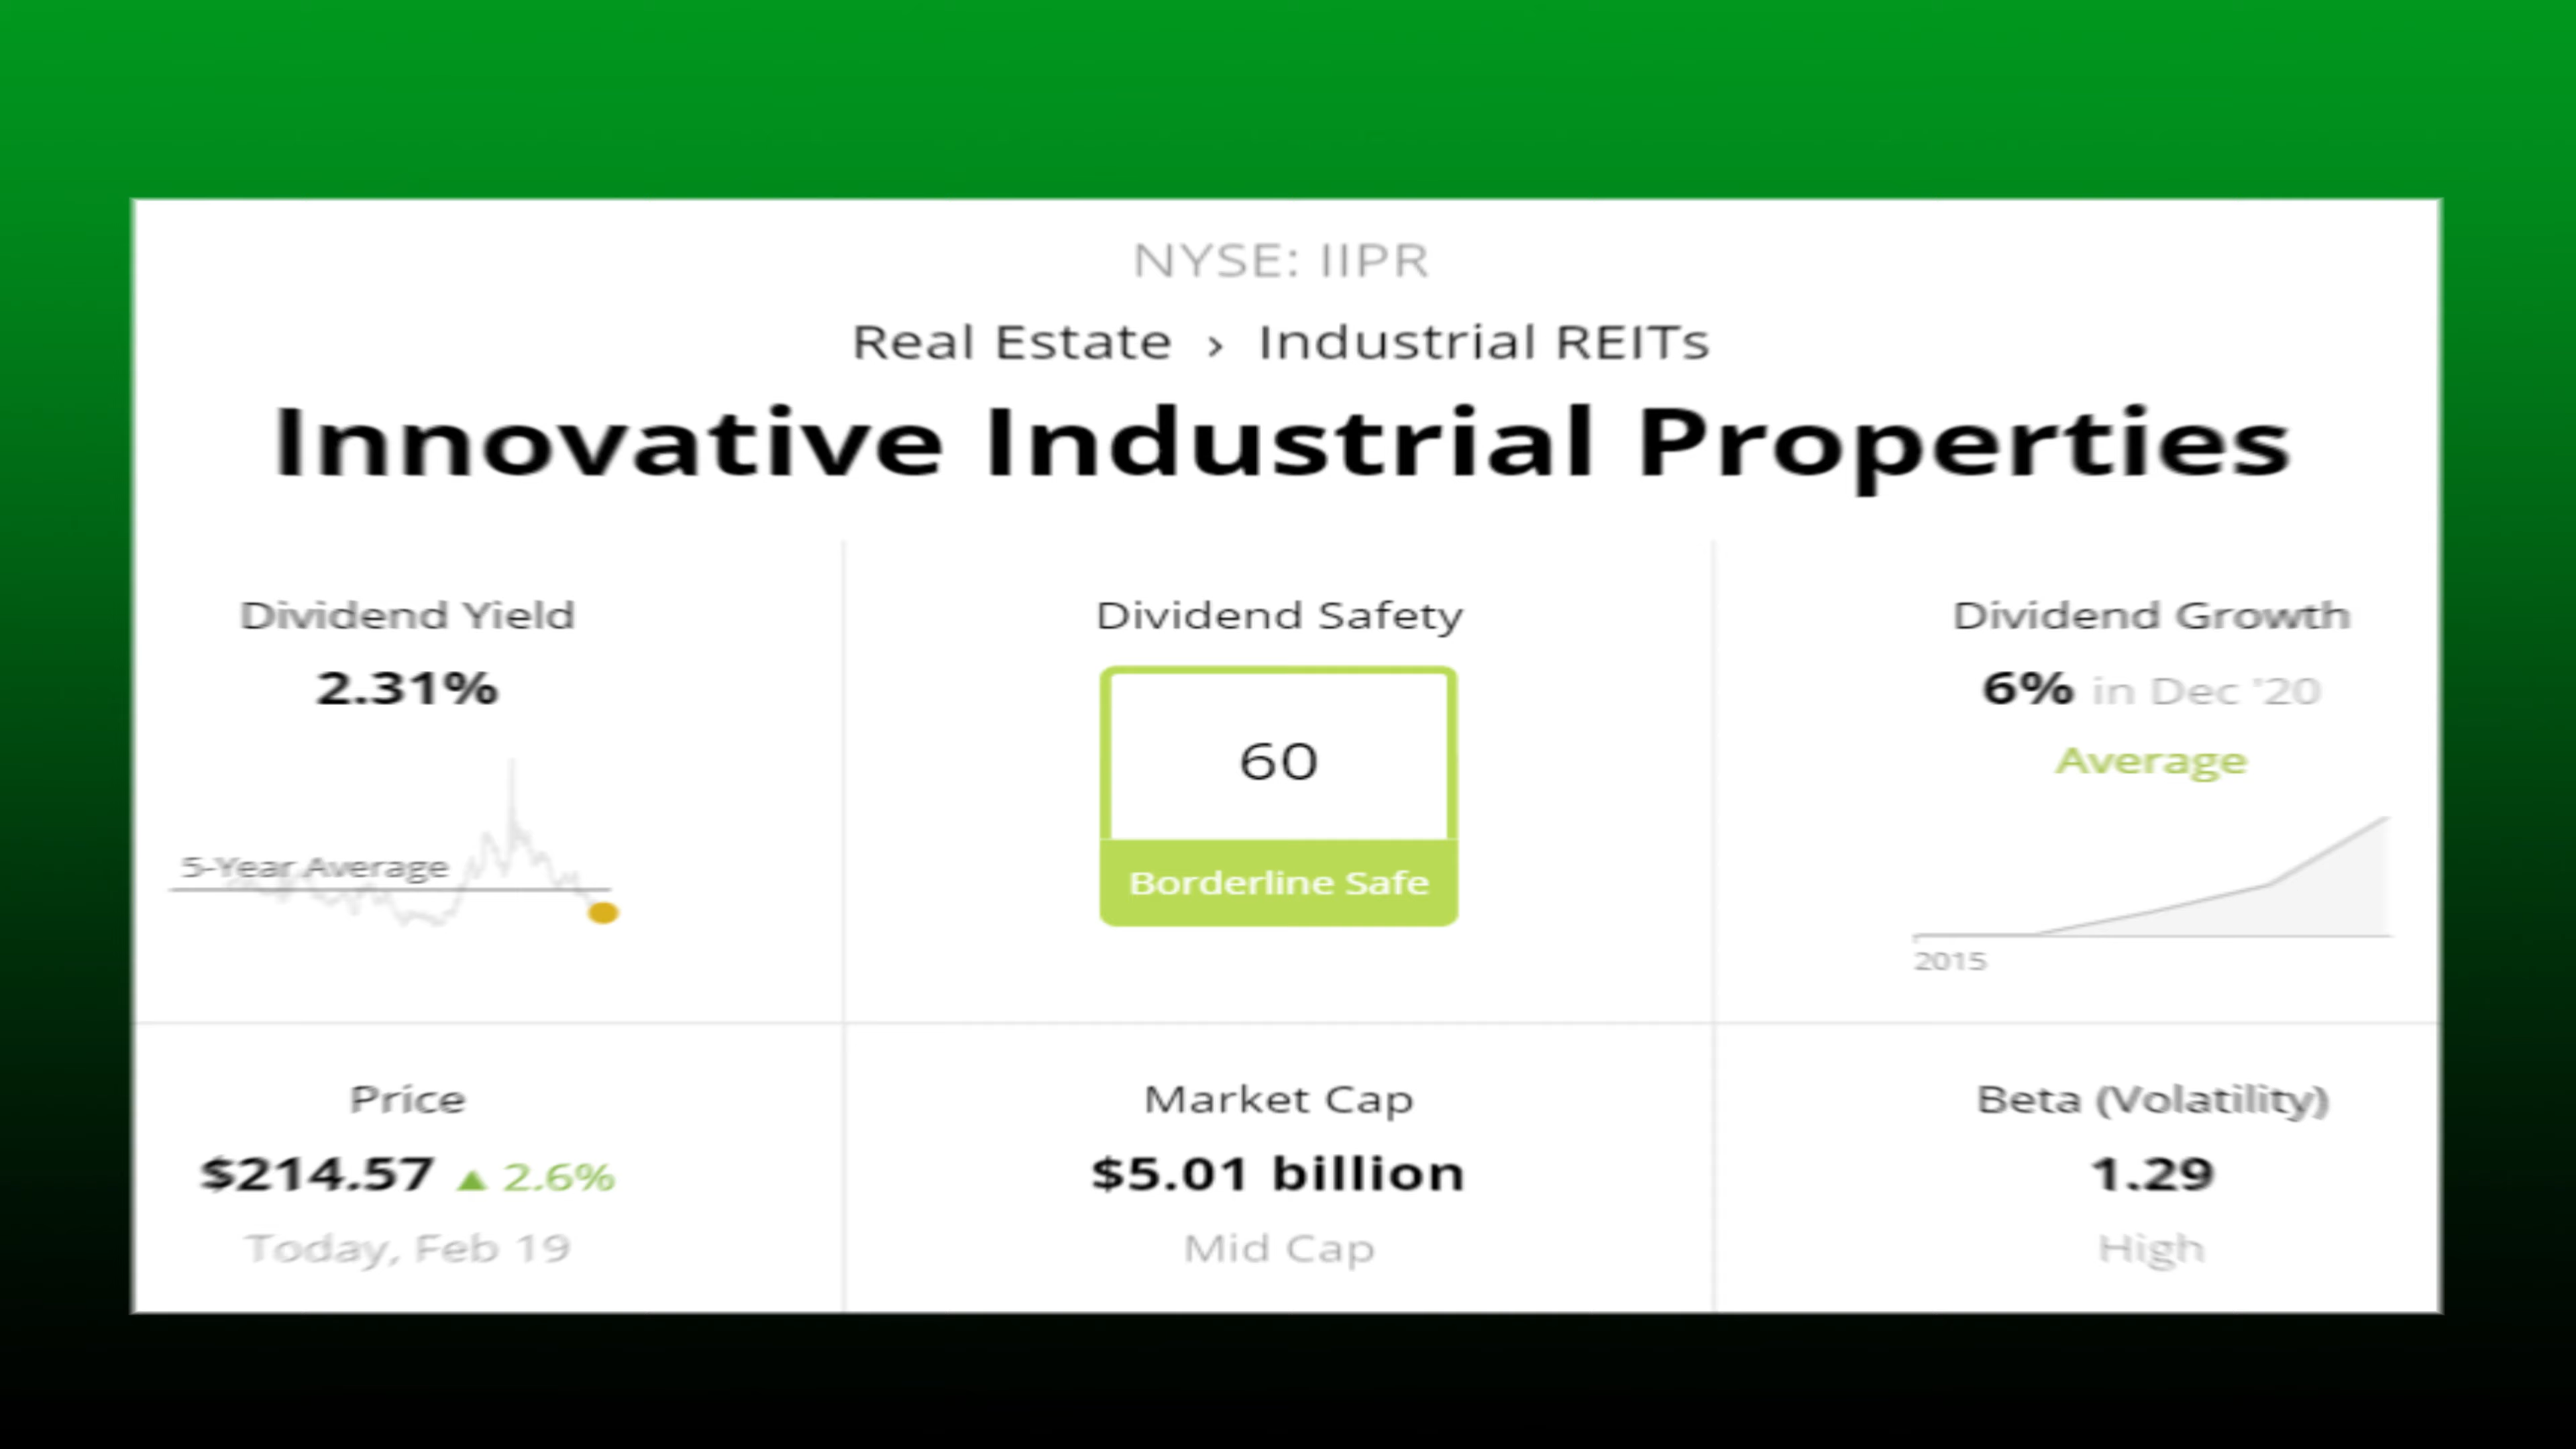 NYSE: IIPR
Real Estate › Industrial REITs
Innovative Industrial Properties
Dividend Yield
2.31%
5-Year Average
Dividend Safety
60
Borderline Safe
Dividend Growth
6% in Dec '20
Average
2015
Price
$214.57 ▲ 2.6%
Today, Feb 19
Market Cap
$5.01 billion
Mid Cap
Beta (Volatility)
1.29
High